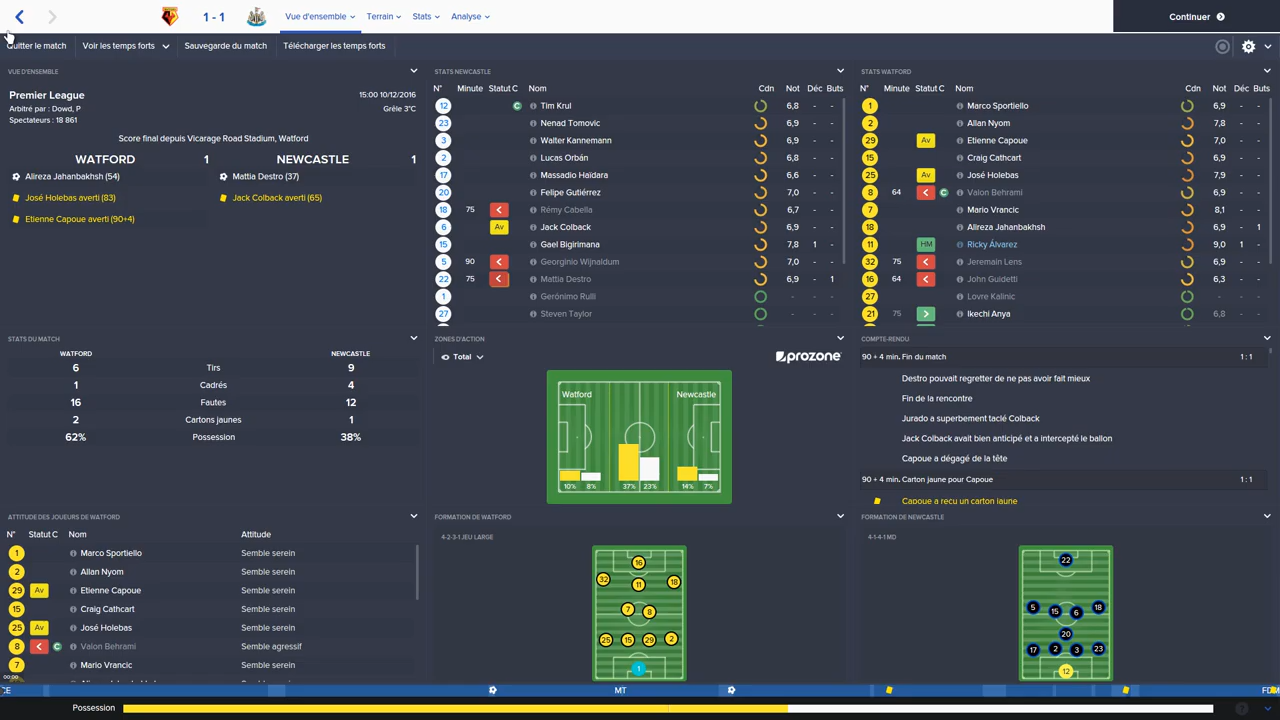 1 - 1
Vue d'ensemble
Terrain
Stats
Analyse
Continuer
Quitter le match
Voir les temps forts
Sauvegarde du match
Télécharger les temps forts
VUE D'ENSEMBLE
Premier League
15:00 10/12/2016
Arbitré par : Dowd, P
Grêle 3°C
Spectateurs : 18 861
Score final depuis Vicarage Road Stadium, Watford
WATFORD 1 NEWCASTLE 1
Alireza Jahanbakhsh (54)
Mattia Destro (37)
José Holebas averti (83)
Jack Colback averti (65)
Etienne Capoue averti (90+4)
STATS NEWCASTLE
N° Minute Statut C Nom Cdn Not Déc Buts
12 C Tim Krul 6,8 - -
23 Nenad Tomovic 6,9 - -
3 Walter Kannemann 6,9 - -
2 Lucas Orbán 6,8 - -
17 Massadio Haïdara 6,6 - -
20 Felipe Gutiérrez 7,0 - -
18 75 Rémy Cabella 6,7 - -
6 Av Jack Colback 6,8 - -
15 Gael Bigirimana 7,8 1 -
5 90 Georginio Wijnaldum 7,0 - -
22 75 Mattia Destro 6,9 - 1
1 Gerónimo Rulli - - -
27 Steven Taylor - - -
STATS WATFORD
N° Minute Statut C Nom Cdn Not Déc Buts
1 Marco Sportiello 6,9 - -
2 Allan Nyom 7,8 - -
29 Av Etienne Capoue 7,0 - -
15 Craig Cathcart 6,9 - -
25 Av José Holebas 7,9 - -
8 64 C Valon Behrami 6,9 - -
7 Mario Vrancic 8,1 - -
18 Alireza Jahanbakhsh 6,9 - 1
11 HM Ricky Álvarez 9,0 1 -
32 75 Jeremain Lens 6,9 - -
16 64 John Guidetti 6,3 - -
27 Lovre Kalinic - - -
21 75 Ikechi Anya 6,8 - -
STATS DU MATCH
WATFORD NEWCASTLE
6 Tirs 9
1 Cadrés 4
16 Fautes 12
2 Cartons jaunes 1
62% Possession 38%
ZONES D'ACTION
Total
prozone
Watford Newcastle
10% 8% 37% 23% 14% 7%
COMPTE-RENDU
90 + 4 min. Fin du match 1 : 1
Destro pouvait regretter de ne pas avoir fait mieux
Fin de la rencontre
Jurado a superbement taclé Colback
Jack Colback avait bien anticipé et a intercepté le ballon
Capoue a dégagé de la tête
90 + 4 min. Carton jaune pour Capoue 1 : 1
Capoue a reçu un carton jaune
ATTITUDE DES JOUEURS DE WATFORD
N° Statut C Nom Attitude
1 Marco Sportiello Semble serein
2 Allan Nyom Semble serein
29 Av Etienne Capoue Semble serein
15 Craig Cathcart Semble serein
25 Av José Holebas Semble serein
8 C Valon Behrami Semble agressif
7 Mario Vrancic Semble serein
FORMATION DE WATFORD
4-2-3-1 JEU LARGE
16
32 11 18
7 8
25 15 29 2
1
FORMATION DE NEWCASTLE
4-1-4-1 MD
22
5 15 6 18
20
17 2 3 23
12
00:00
CE
MT
Possession